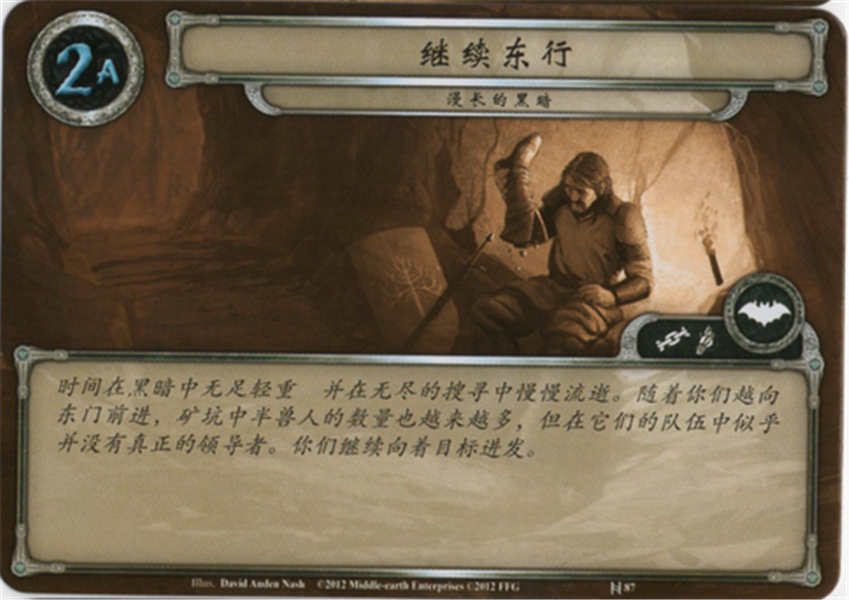 2A
继续东行
漫长的黑暗
时间在黑暗中无足轻重 并在无尽的搜寻中慢慢流逝。随着你们越向
东门前进，矿坑中半兽人的数量也越来越多，但在它们的队伍中似乎
并没有真正的领导者。你们继续向着目标进发。
Illus. David Auden Nash ©2012 Middle-earth Enterprises ©2012 FFG 87